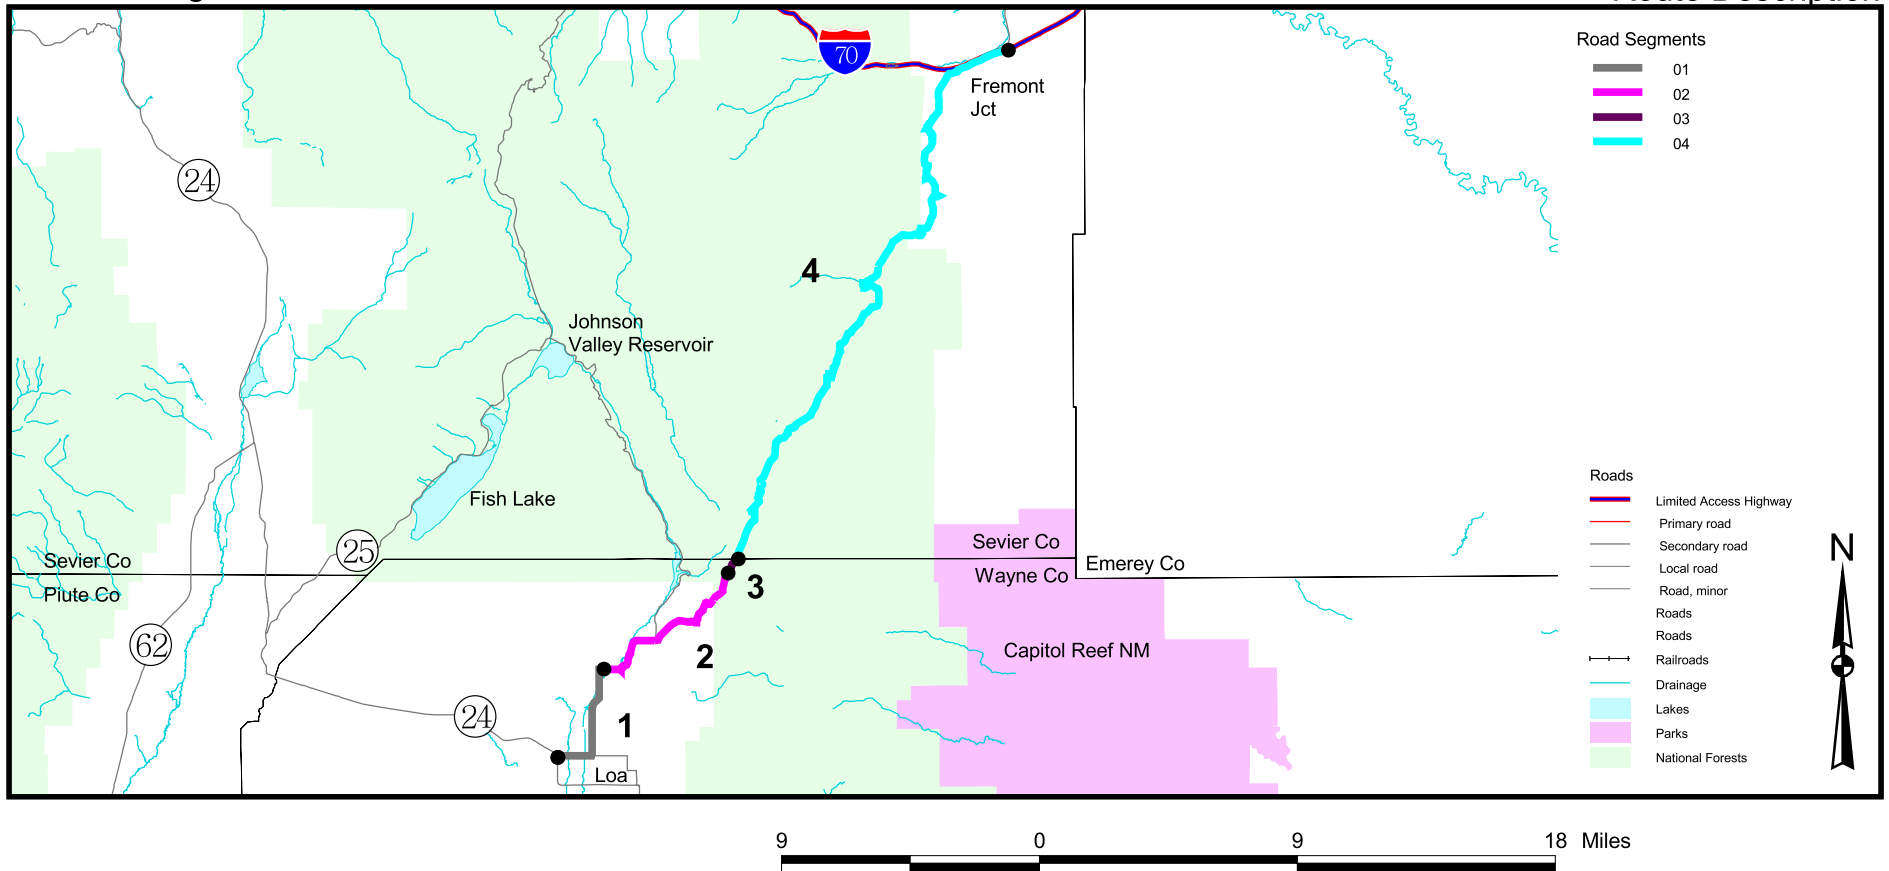 Road Segments
01
02
03
04
70
Fremont
Jct
24
4
Johnson
Valley Reservoir
Fish Lake
25
Sevier Co
Piute Co
Sevier Co
Wayne Co
Emerey Co
3
62
2
Capitol Reef NM
24
1
Loa
Roads
Limited Access Highway
Primary road
Secondary road
Local road
Road, minor
Roads
Roads
Railroads
Drainage
Lakes
Parks
National Forests
N
9 0 9 18 Miles